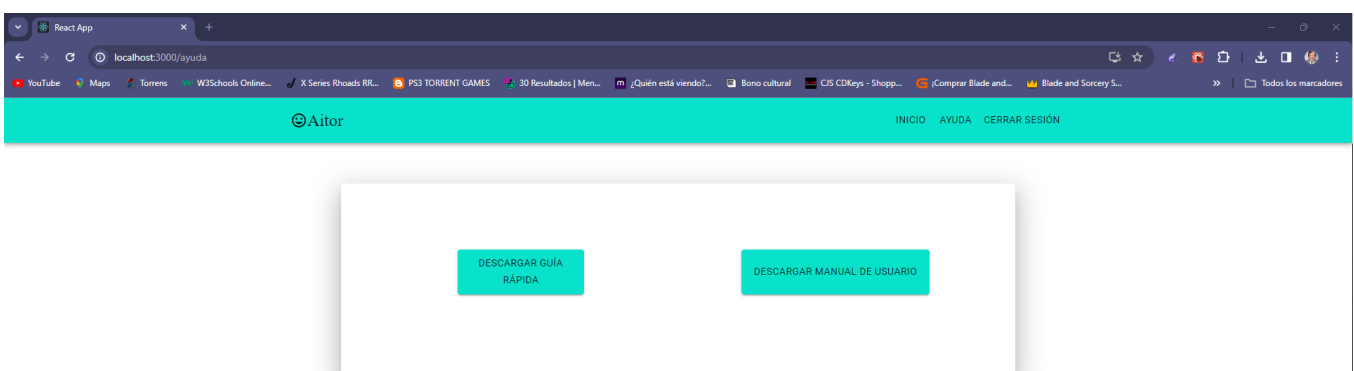 React App
localhost:3000/ayuda
YouTube Maps Torrens W3Schools Online... X Series Rhoads RR... PS3 TORRENT GAMES 30 Resultados | Men... ¿Quién está viendo?... Bono cultural CJS CDKeys - Shopp... ¡Comprar Blade and... Blade and Sorcery S... » Todos los marcadores
Aitor INICIO AYUDA CERRAR SESIÓN
DESCARGAR GUÍA
RÁPIDA
DESCARGAR MANUAL DE USUARIO